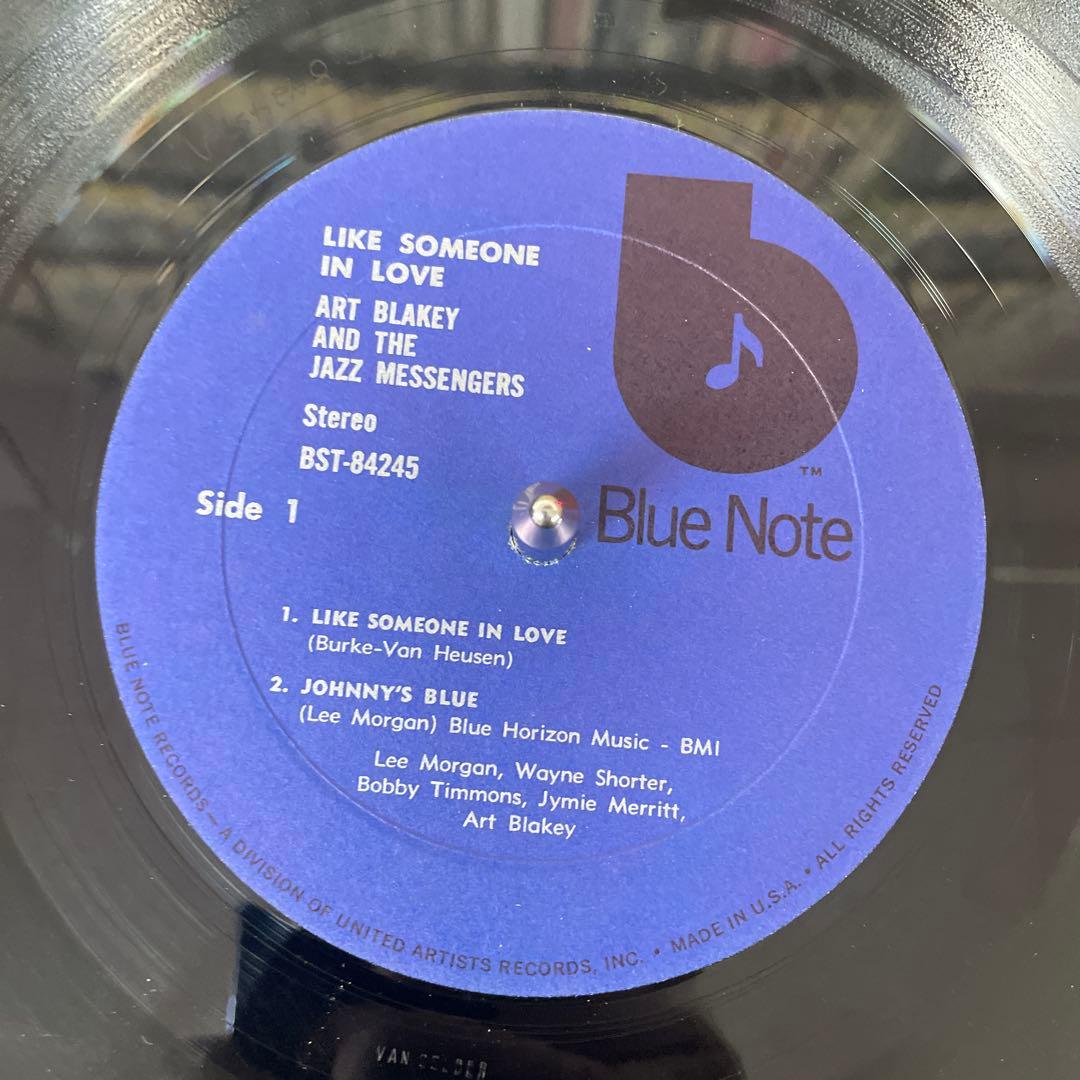 LIKE SOMEONE
IN LOVE
ART BLAKEY
AND THE
JAZZ MESSENGERS
Stereo
BST-84245
Side 1
TM
Blue Note
1. LIKE SOMEONE IN LOVE
(Burke-Van Heusen)
2. JOHNNY'S BLUE
(Lee Morgan) Blue Horizon Music - BMI
Lee Morgan, Wayne Shorter,
Bobby Timmons, Jymie Merritt,
Art Blakey
BLUE NOTE RECORDS — A DIVISION OF UNITED ARTISTS RECORDS, INC. • MADE IN U.S.A. • ALL RIGHTS RESERVED
VAN GELDER